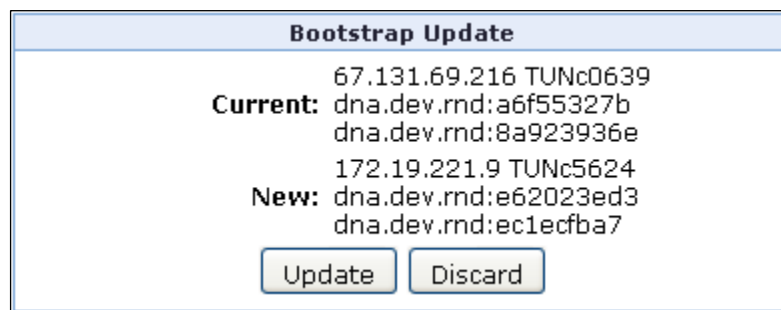 Bootstrap Update
67.131.69.216 TUNc0639
Current: dna.dev.rnd:a6f55327b
dna.dev.rnd:8a923936e
172.19.221.9 TUNc5624
New: dna.dev.rnd:e62023ed3
dna.dev.rnd:ec1ecfba7
Update Discard